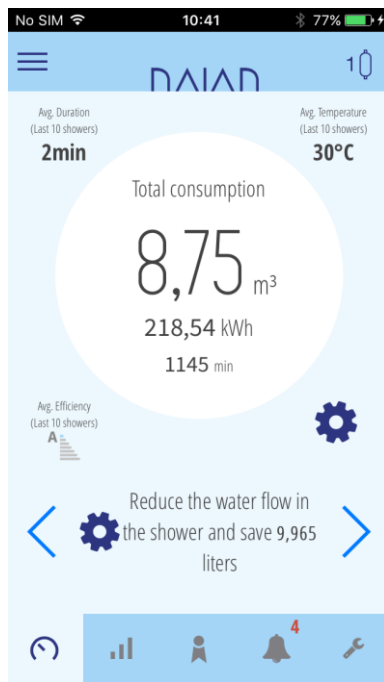 No SIM 10:41 77%
1
Avg. Duration
(Last 10 showers)
2min
Avg. Temperature
(Last 10 showers)
30°C
Total consumption
8,75 m³
218,54 kWh
1145 min
Avg. Efficiency
(Last 10 showers)
A
Reduce the water flow in
the shower and save 9,965
liters
4